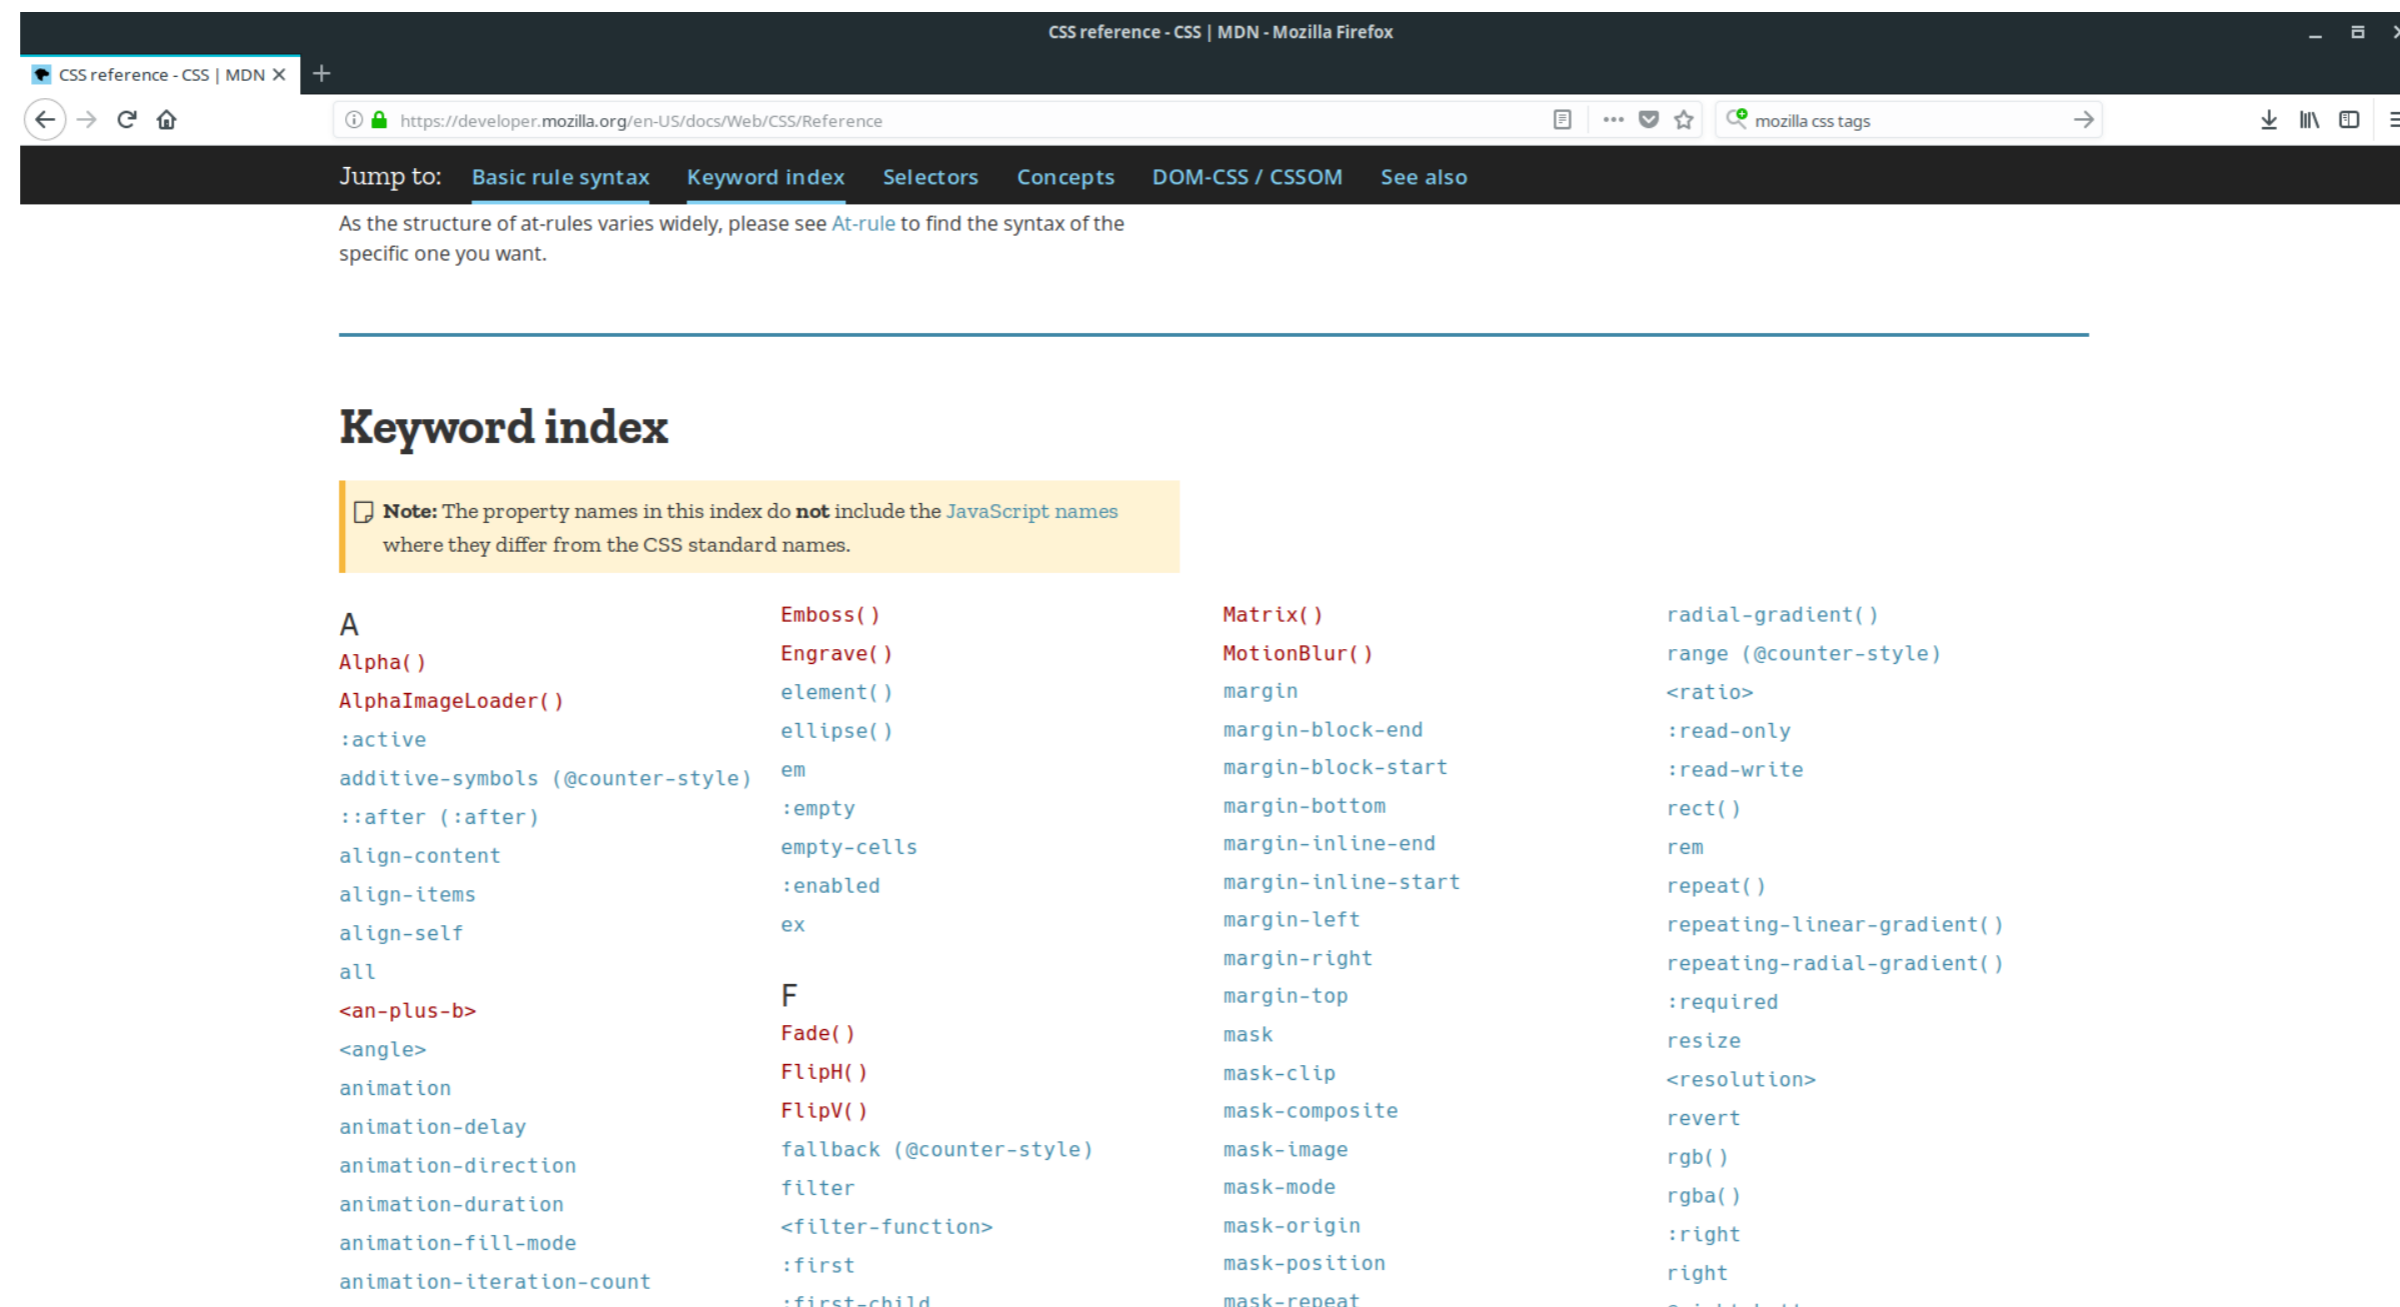 CSS reference - CSS | MDN - Mozilla Firefox
CSS reference - CSS | MDN
https://developer.mozilla.org/en-US/docs/Web/CSS/Reference
mozilla css tags
Jump to: Basic rule syntax Keyword index Selectors Concepts DOM-CSS / CSSOM See also
As the structure of at-rules varies widely, please see At-rule to find the syntax of the
specific one you want.
Keyword index
Note: The property names in this index do not include the JavaScript names
where they differ from the CSS standard names.
A
Alpha()
AlphaImageLoader()
:active
additive-symbols (@counter-style)
::after (:after)
align-content
align-items
align-self
all
<an-plus-b>
<angle>
animation
animation-delay
animation-direction
animation-duration
animation-fill-mode
animation-iteration-count
Emboss()
Engrave()
element()
ellipse()
em
:empty
empty-cells
:enabled
ex
F
Fade()
FlipH()
FlipV()
fallback (@counter-style)
filter
<filter-function>
:first
:first-child
Matrix()
MotionBlur()
margin
margin-block-end
margin-block-start
margin-bottom
margin-inline-end
margin-inline-start
margin-left
margin-right
margin-top
mask
mask-clip
mask-composite
mask-image
mask-mode
mask-origin
mask-position
mask-repeat
radial-gradient()
range (@counter-style)
<ratio>
:read-only
:read-write
rect()
rem
repeat()
repeating-linear-gradient()
repeating-radial-gradient()
:required
resize
<resolution>
revert
rgb()
rgba()
:right
right